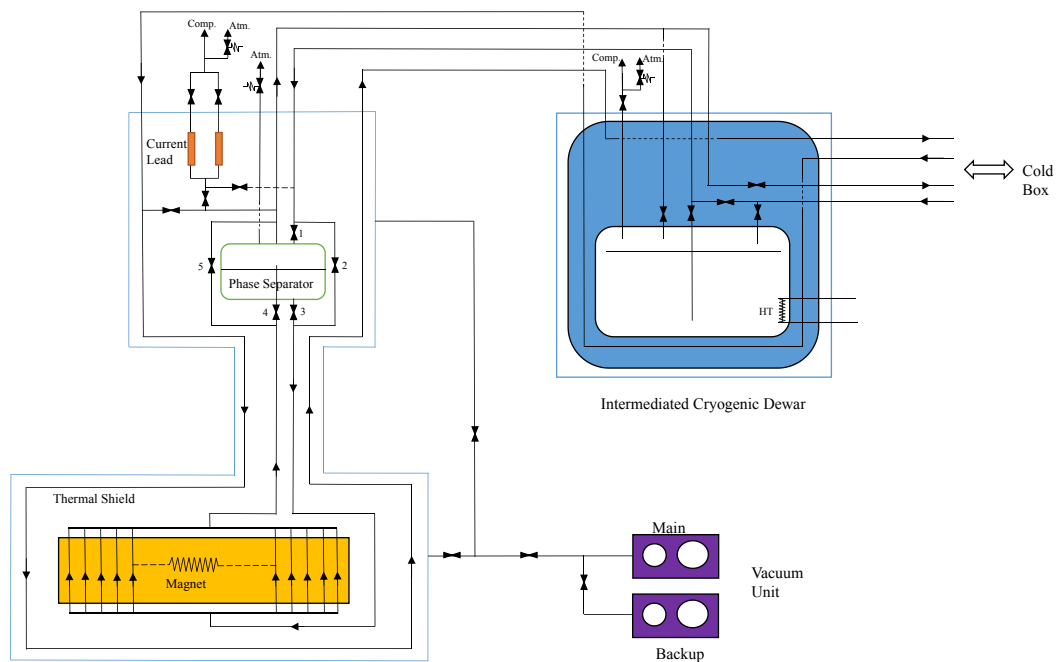 Comp.
Atm.
Atm.
Comp.
Atm.
Current
Lead
Cold
Box
1
5
2
Phase Separator
4
3
HT
Intermediated Cryogenic Dewar
Thermal Shield
Magnet
Main
Vacuum
Unit
Backup